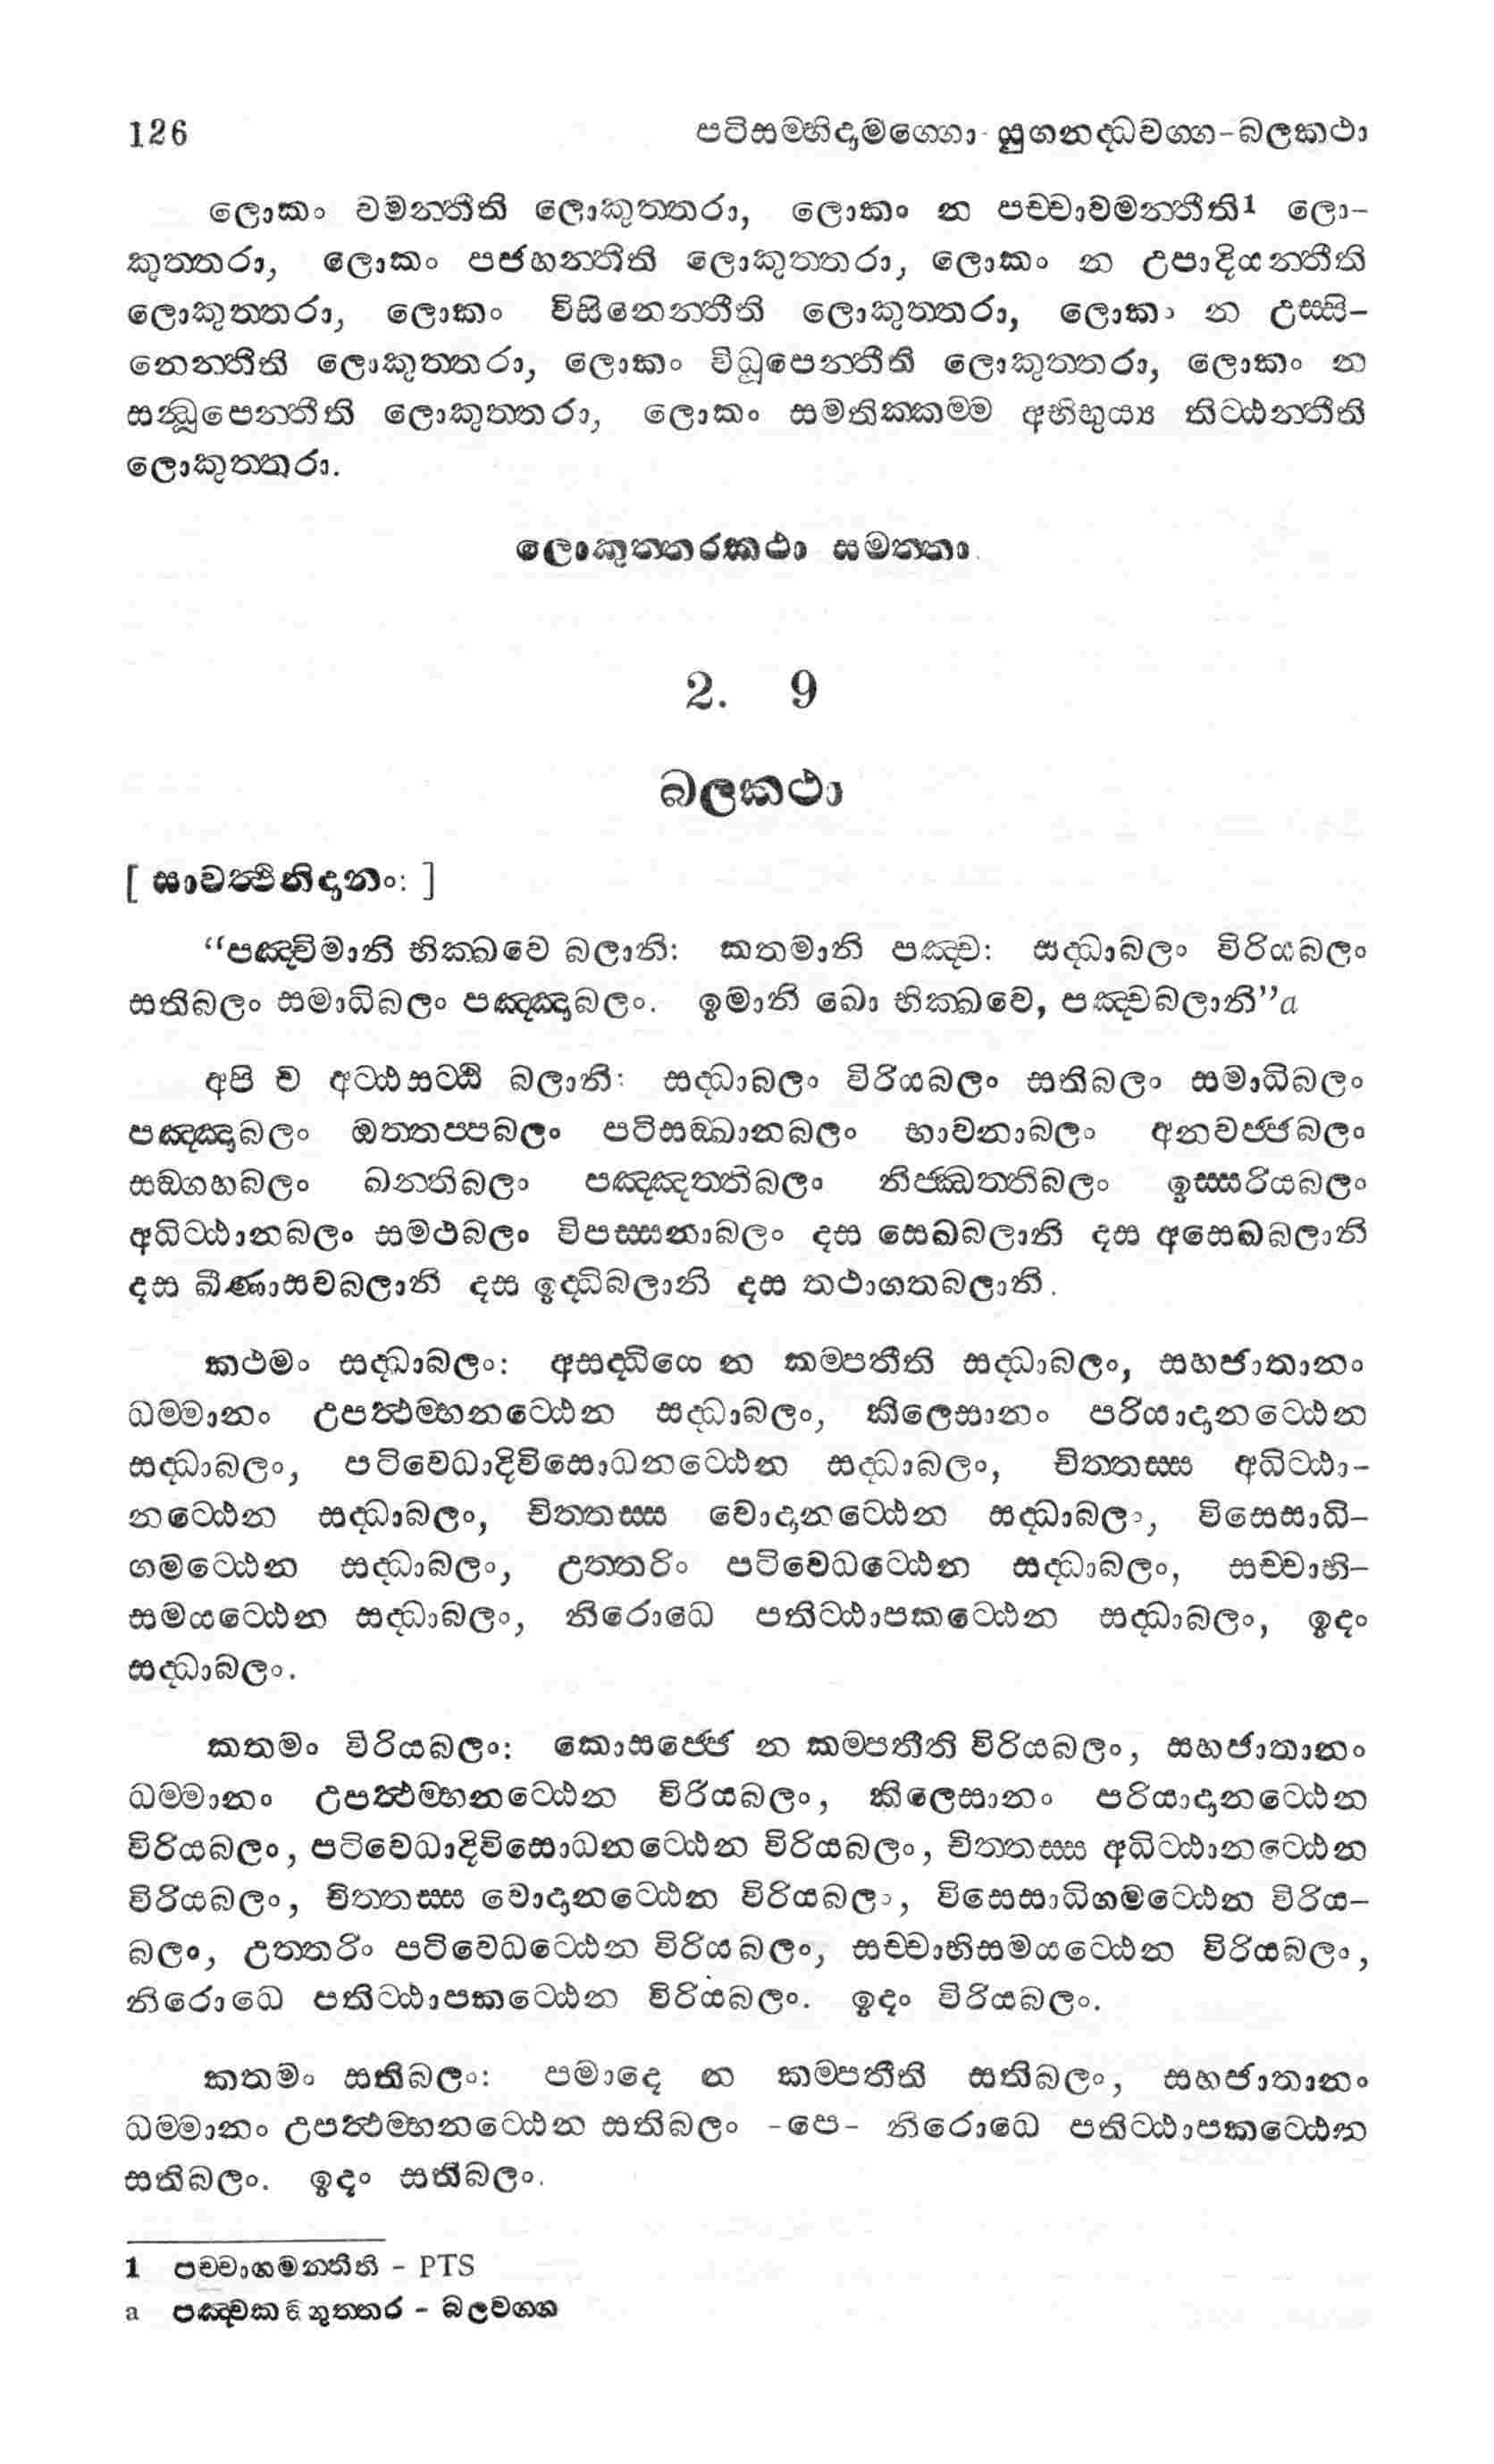 126 පටිසම්භිදාමග්ගො - යුගනද්ධවග්ග-බලකථා
ලොකං වමන්තීති ලොකුත්තරා, ලොකං න පච්චාවමන්තීති1 ලො-
කුත්තරා, ලොකං පජහන්තීති ලොකුත්තරා, ලොකං න උපාදියන්තීති
ලොකුත්තරා, ලොකං විසිනෙන්තීති ලොකුත්තරා, ලොකං න උස්සි-
නෙන්තීති ලොකුත්තරා, ලොකං විධූපෙන්තීති ලොකුත්තරා, ලොකං න
සන්ධූපෙන්තීති ලොකුත්තරා, ලොකං සමතික්කම්ම අභිභුය්‍ය තිට්ඨන්තීති
ලොකුත්තරා.
ලොකුත්තරකථා සමත්තා.
2. 9
බලකථා
[ සාවත්ථිනිදානං: ]
“පඤ්චිමානි භික්ඛවෙ බලානි: කතමානි පඤ්ච: සද්ධාබලං විරියබලං
සතිබලං සමාධිබලං පඤ්ඤාබලං. ඉමානි ඛො භික්ඛවෙ, පඤ්චබලානි”a
අපි ච අට්ඨසට්ඨි බලානි: සද්ධාබලං විරියබලං සතිබලං සමාධිබලං
පඤ්ඤාබලං ඔත්තප්පබලං පටිසඞ්ඛානබලං භාවනාබලං අනවජ්ජබලං
සඞ්ගහබලං ඛන්තිබලං පඤ්ඤත්තිබලං නිජ්ඣත්තිබලං ඉස්සරියබලං
අධිට්ඨානබලං සමථබලං විපස්සනාබලං දස සෙඛබලානි දස අසෙඛබලානි
දස ඛීණාසවබලානි දස ඉද්ධිබලානි දස තථාගතබලානි.
කථමං සද්ධාබලං: අසද්ධියෙ න කම්පතීති සද්ධාබලං, සහජාතානං
ධම්මානං උපත්ථම්භනට්ඨෙන සද්ධාබලං, කිලෙසානං පරියාදානට්ඨෙන
සද්ධාබලං, පටිවෙධාදිවිසොධනට්ඨෙන සද්ධාබලං, චිත්තස්ස අධිට්ඨා-
නට්ඨෙන සද්ධාබලං, චිත්තස්ස වොදානට්ඨෙන සද්ධාබලං, විසෙසාධි-
ගමට්ඨෙන සද්ධාබලං, උත්තරිං පටිවෙධට්ඨෙන සද්ධාබලං, සච්චාභි-
සමයට්ඨෙන සද්ධාබලං, නිරොධෙ පතිට්ඨාපකට්ඨෙන සද්ධාබලං, ඉදං
සද්ධාබලං.
කතමං විරියබලං: කොසජ්ජෙ න කම්පතීති විරියබලං, සහජාතානං
ධම්මානං උපත්ථම්භනට්ඨෙන විරියබලං, කිලෙසානං පරියාදානට්ඨෙන
විරියබලං, පටිවෙධාදිවිසොධනට්ඨෙන විරියබලං, චිත්තස්ස අධිට්ඨානට්ඨෙන
විරියබලං, චිත්තස්ස වොදානට්ඨෙන විරියබලං, විසෙසාධිගමට්ඨෙන විරිය-
බලං, උත්තරිං පටිවෙධට්ඨෙන විරියබලං, සච්චාභිසමයට්ඨෙන විරියබලං,
නිරොධෙ පතිට්ඨාපකට්ඨෙන විරියබලං. ඉදං විරියබලං.
කතමං සතිබලං: පමාදෙ න කම්පතීති සතිබලං, සහජාතානං
ධම්මානං උපත්ථම්භනට්ඨෙන සතිබලං -පෙ- නිරොධෙ පතිට්ඨාපකට්ඨෙන
සතිබලං. ඉදං සතිබලං.
1 පච්චාගමන්තීති - PTS
a පඤ්චකඞ්ගුත්තර - බලවග්ග